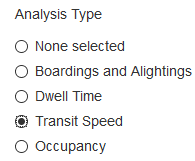 Analysis Type
None selected
Boardings and Alightings
Dwell Time
Transit Speed
Occupancy